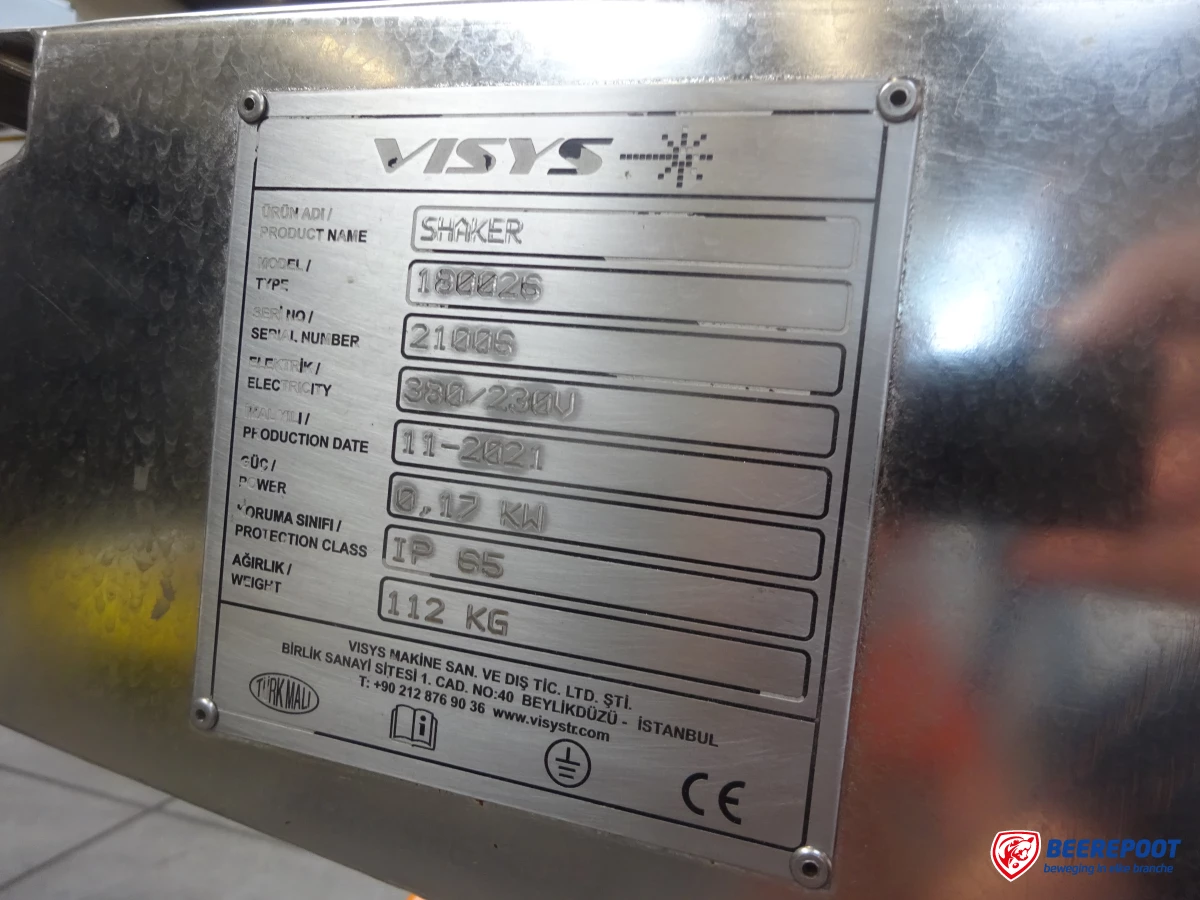 VISYS
ÜRÜN ADI /
PRODUCT NAME
SHAKER
MODEL /
TYPE
180026
SERİ NO /
SERIAL NUMBER
21006
ELEKTRİK /
ELECTRICITY
380/230V
İMAL YILI /
PRODUCTION DATE
11-2021
GÜÇ /
POWER
0,17 KW
KORUMA SINIFI /
PROTECTION CLASS
IP 65
AĞIRLIK /
WEIGHT
112 KG
VISYS MAKİNE SAN. VE DIŞ TİC. LTD. ŞTİ.
BİRLİK SANAYİ SİTESİ 1. CAD. NO:40 BEYLİKDÜZÜ - İSTANBUL
T: +90 212 876 90 36 www.visystr.com
TÜRK MALI
i
CE
BEEREPOOT
beweging in elke branche